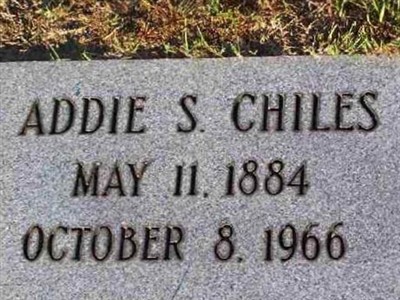 ADDIE S. CHILES
MAY 11, 1884
OCTOBER 8, 1966